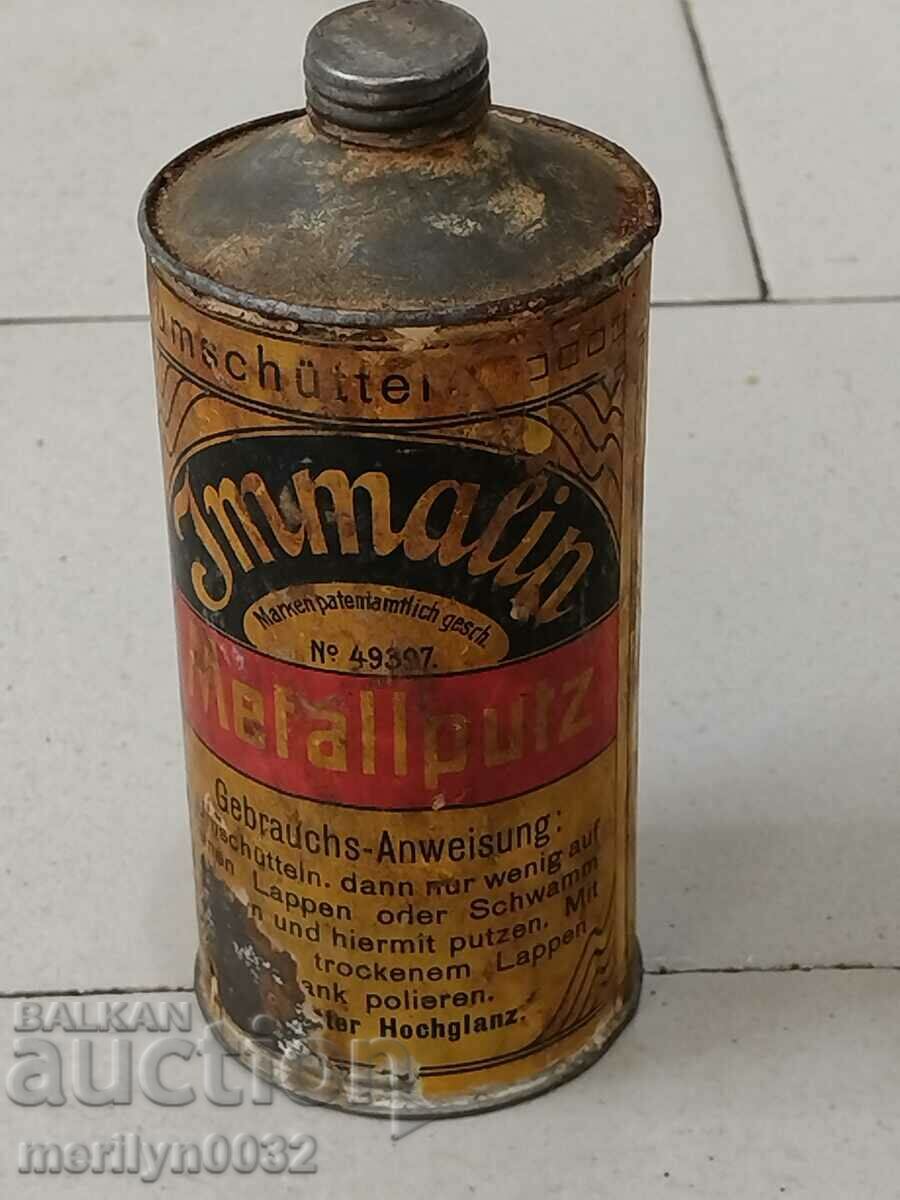 umschütteln
Immalin
Marken patentamtlich gesch.
No 49397.
Metallputz
Gebrauchs-Anweisung:
schütteln. dann nur wenig auf
Lappen oder Schwamm
und hiermit putzen. Mit
trockenem Lappen
polieren.
Hochglanz.
BALKAN
auction
merilyn0032